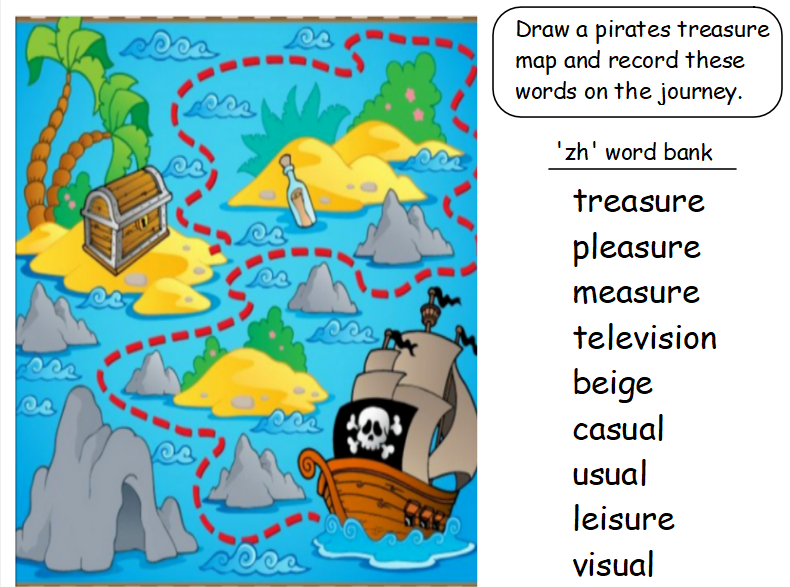 Draw a pirates treasure
map and record these
words on the journey.
'zh' word bank
treasure
pleasure
measure
television
beige
casual
usual
leisure
visual